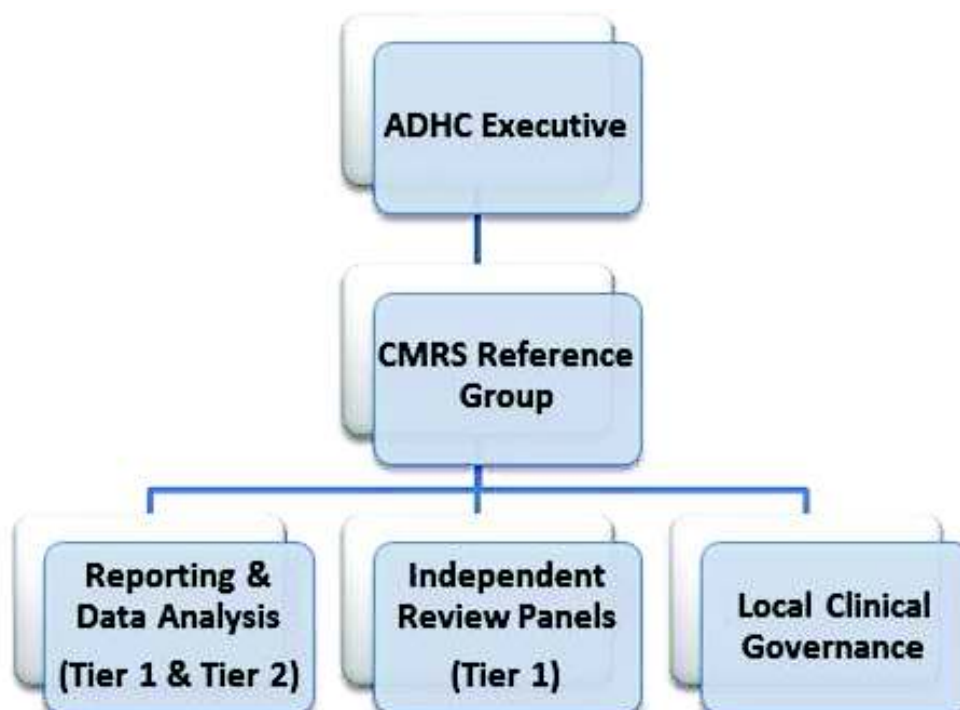 ADHC Executive
CMRS Reference
Group
Reporting &
Data Analysis
(Tier 1 & Tier 2)
Independent
Review Panels
(Tier 1)
Local Clinical
Governance